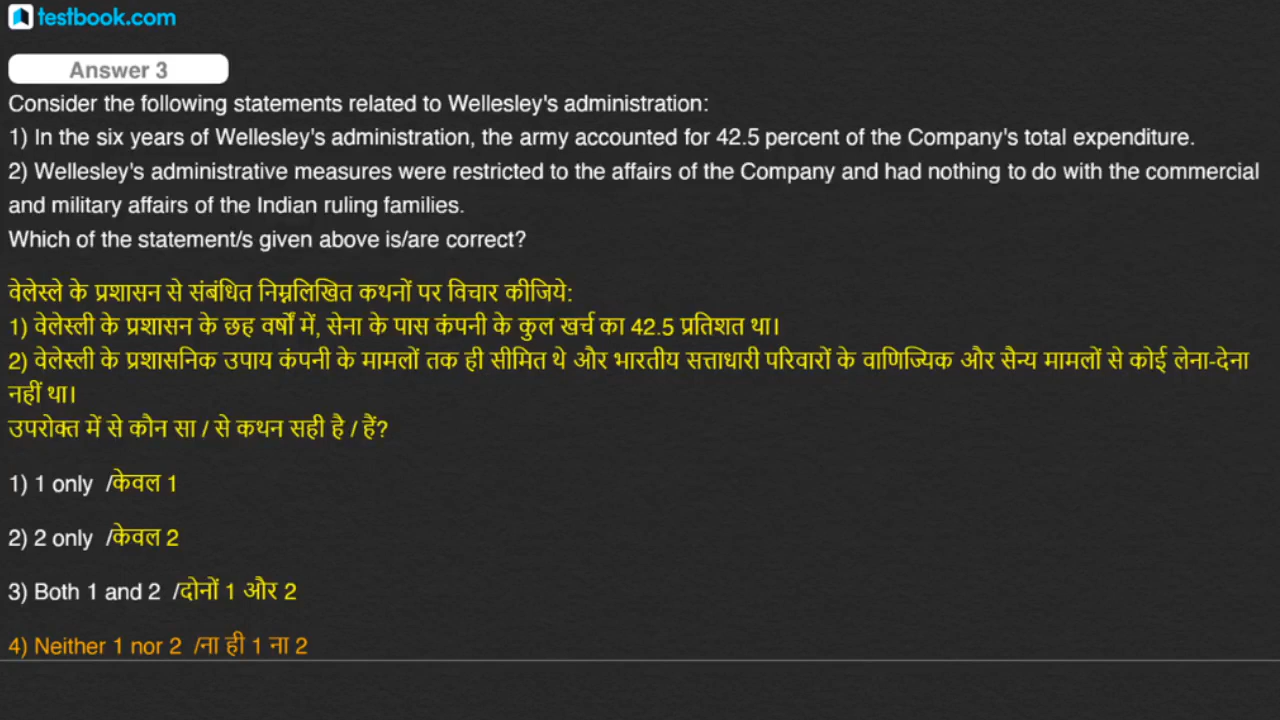 testbook.com
Answer 3
Consider the following statements related to Wellesley's administration:
1) In the six years of Wellesley's administration, the army accounted for 42.5 percent of the Company's total expenditure.
2) Wellesley's administrative measures were restricted to the affairs of the Company and had nothing to do with the commercial
and military affairs of the Indian ruling families.
Which of the statement/s given above is/are correct?
वेलेस्ले के प्रशासन से संबंधित निम्नलिखित कथनों पर विचार कीजिये:
1) वेलेस्ली के प्रशासन के छह वर्षों में, सेना के पास कंपनी के कुल खर्च का 42.5 प्रतिशत था।
2) वेलेस्ली के प्रशासनिक उपाय कंपनी के मामलों तक ही सीमित थे और भारतीय सत्ताधारी परिवारों के वाणिज्यिक और सैन्य मामलों से कोई लेना-देना
नहीं था।
उपरोक्त में से कौन सा / से कथन सही है / हैं?
1) 1 only /केवल 1
2) 2 only /केवल 2
3) Both 1 and 2 /दोनों 1 और 2
4) Neither 1 nor 2 /ना ही 1 ना 2